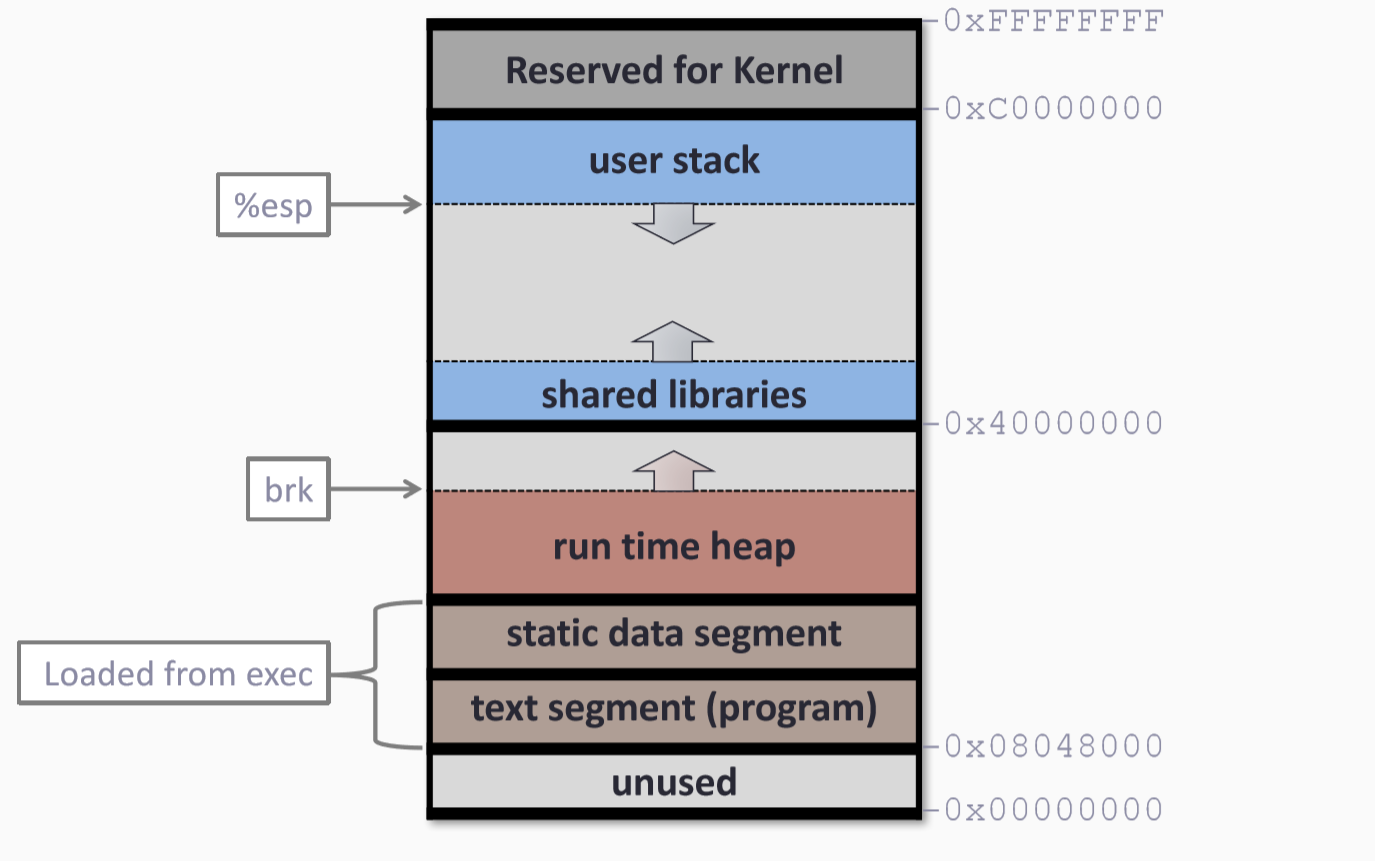 0xFFFFFFFF
Reserved for Kernel
0xC0000000
user stack
%esp
shared libraries
0x40000000
brk
run time heap
static data segment
Loaded from exec
text segment (program)
0x08048000
unused
0x00000000